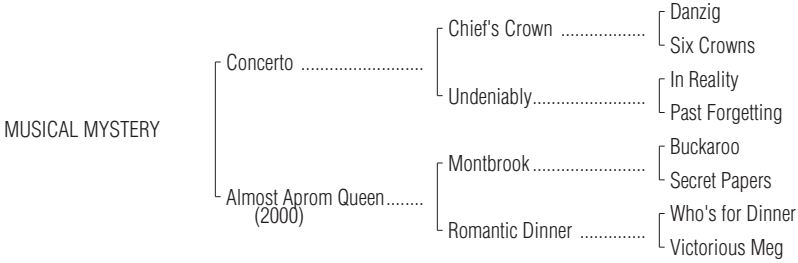 Danzig
Chief's Crown ..................
Six Crowns
Concerto ..........................
In Reality
Undeniably........................
Past Forgetting
MUSICAL MYSTERY
Buckaroo
Montbrook........................
Secret Papers
Almost Aprom Queen........
(2000)
Who's for Dinner
Romantic Dinner ..............
Victorious Meg